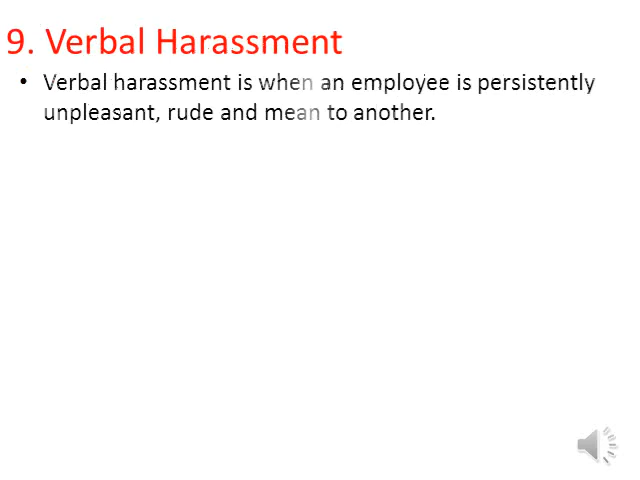 9. Verbal Harassment
• Verbal harassment is when an employee is persistently
unpleasant, rude and mean to another.